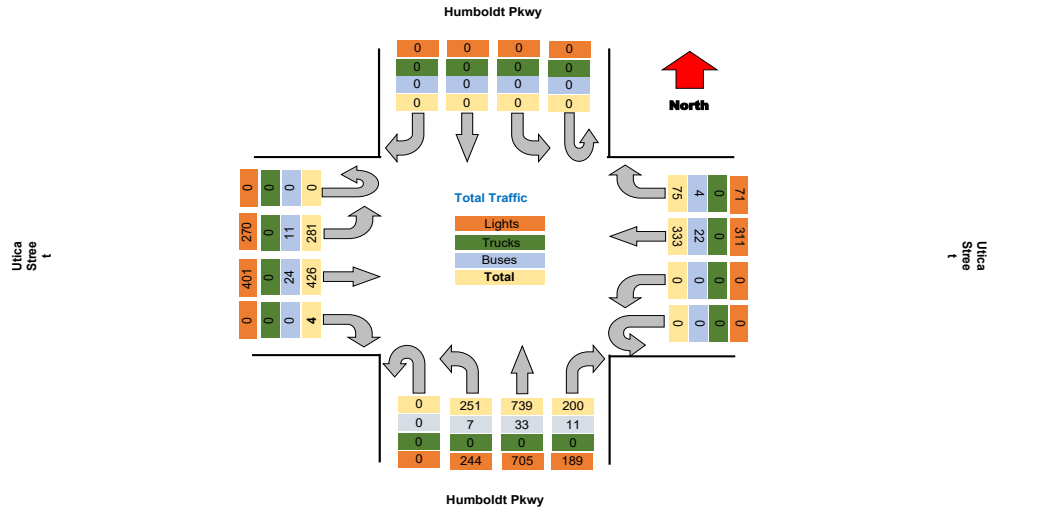 Humboldt Pkwy
0 0 0 0
0 0 0 0
0 0 0 0
0 0 0 0
North
Utica
Stree
t
0 0 0 0
270 0 11 281
401 0 24 426
0 0 0 4
Total Traffic
Lights
Trucks
Buses
Total
75 4 0 71
333 22 0 311
0 0 0 0
0 0 0 0
Utica
Stree
t
0 251 739 200
0 7 33 11
0 0 0 0
0 244 705 189
Humboldt Pkwy